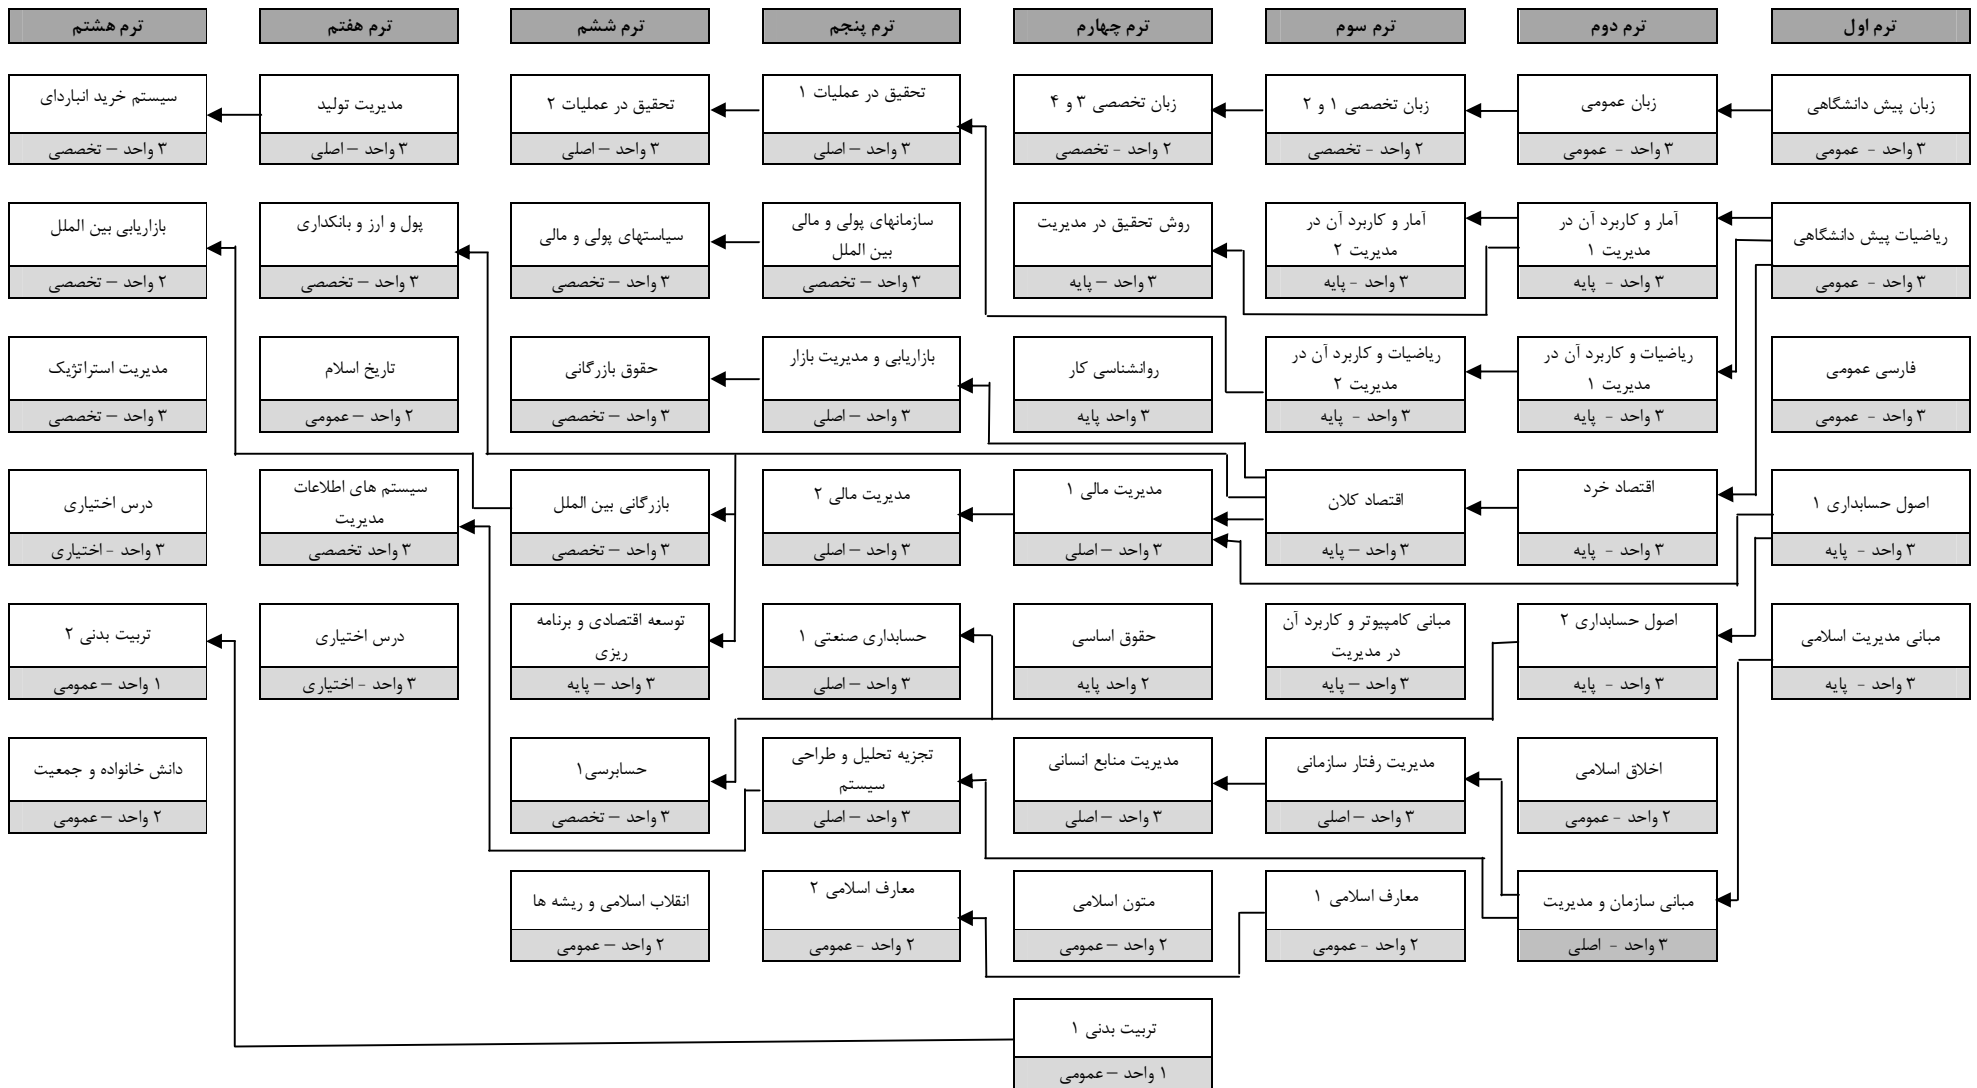 ترم اول
ترم دوم
ترم سوم
ترم چهارم
ترم پنجم
ترم ششم
ترم هفتم
ترم هشتم
زبان پیش دانشگاهی
۳ واحد - عمومی
زبان عمومی
۳ واحد - عمومی
زبان تخصصی ۱ و ۲
۲ واحد - تخصصی
زبان تخصصی ۳ و ۴
۲ واحد - تخصصی
تحقیق در عملیات ۱
۳ واحد – اصلی
تحقیق در عملیات ۲
۳ واحد – اصلی
مدیریت تولید
۳ واحد – اصلی
سیستم خرید انباردای
۳ واحد – تخصصی
ریاضیات پیش دانشگاهی
۳ واحد - عمومی
آمار و کاربرد آن در
مدیریت ۱
۳ واحد - پایه
آمار و کاربرد آن در
مدیریت ۲
۳ واحد - پایه
روش تحقیق در مدیریت
۳ واحد – پایه
سازمانهای پولی و مالی
بین الملل
۳ واحد – تخصصی
سیاستهای پولی و مالی
۳ واحد – تخصصی
پول و ارز و بانکداری
۳ واحد – تخصصی
بازاریابی بین الملل
۲ واحد – تخصصی
فارسی عمومی
۳ واحد - عمومی
ریاضیات و کاربرد آن در
مدیریت ۱
۳ واحد - پایه
ریاضیات و کاربرد آن در
مدیریت ۲
۳ واحد - پایه
روانشناسی کار
۳ واحد پایه
بازاریابی و مدیریت بازار
۳ واحد – اصلی
حقوق بازرگانی
۳ واحد – تخصصی
تاریخ اسلام
۲ واحد – عمومی
مدیریت استراتژیک
۳ واحد – تخصصی
اصول حسابداری ۱
۳ واحد - پایه
اقتصاد خرد
۳ واحد - پایه
اقتصاد کلان
۳ واحد – پایه
مدیریت مالی ۱
۳ واحد – اصلی
مدیریت مالی ۲
۳ واحد – اصلی
بازرگانی بین الملل
۳ واحد – تخصصی
سیستم های اطلاعات
مدیریت
۳ واحد تخصصی
درس اختیاری
۳ واحد - اختیاری
مبانی مدیریت اسلامی
۳ واحد - پایه
اصول حسابداری ۲
۳ واحد - پایه
مبانی کامپیوتر و کاربرد آن
در مدیریت
۳ واحد – پایه
حقوق اساسی
۲ واحد پایه
حسابداری صنعتی ۱
۳ واحد – اصلی
توسعه اقتصادی و برنامه
ریزی
۳ واحد – پایه
درس اختیاری
۳ واحد - اختیاری
تربیت بدنی ۲
۱ واحد – عمومی
اخلاق اسلامی
۲ واحد - عمومی
مدیریت رفتار سازمانی
۳ واحد – اصلی
مدیریت منابع انسانی
۳ واحد – اصلی
تجزیه تحلیل و طراحی
سیستم
۳ واحد – اصلی
حسابرسی۱
۳ واحد – تخصصی
دانش خانواده و جمعیت
۲ واحد – عمومی
مبانی سازمان و مدیریت
۳ واحد - اصلی
معارف اسلامی ۱
۲ واحد - عمومی
متون اسلامی
۲ واحد – عمومی
معارف اسلامی ۲
۲ واحد - عمومی
انقلاب اسلامی و ریشه ها
۲ واحد – عمومی
تربیت بدنی ۱
۱ واحد – عمومی